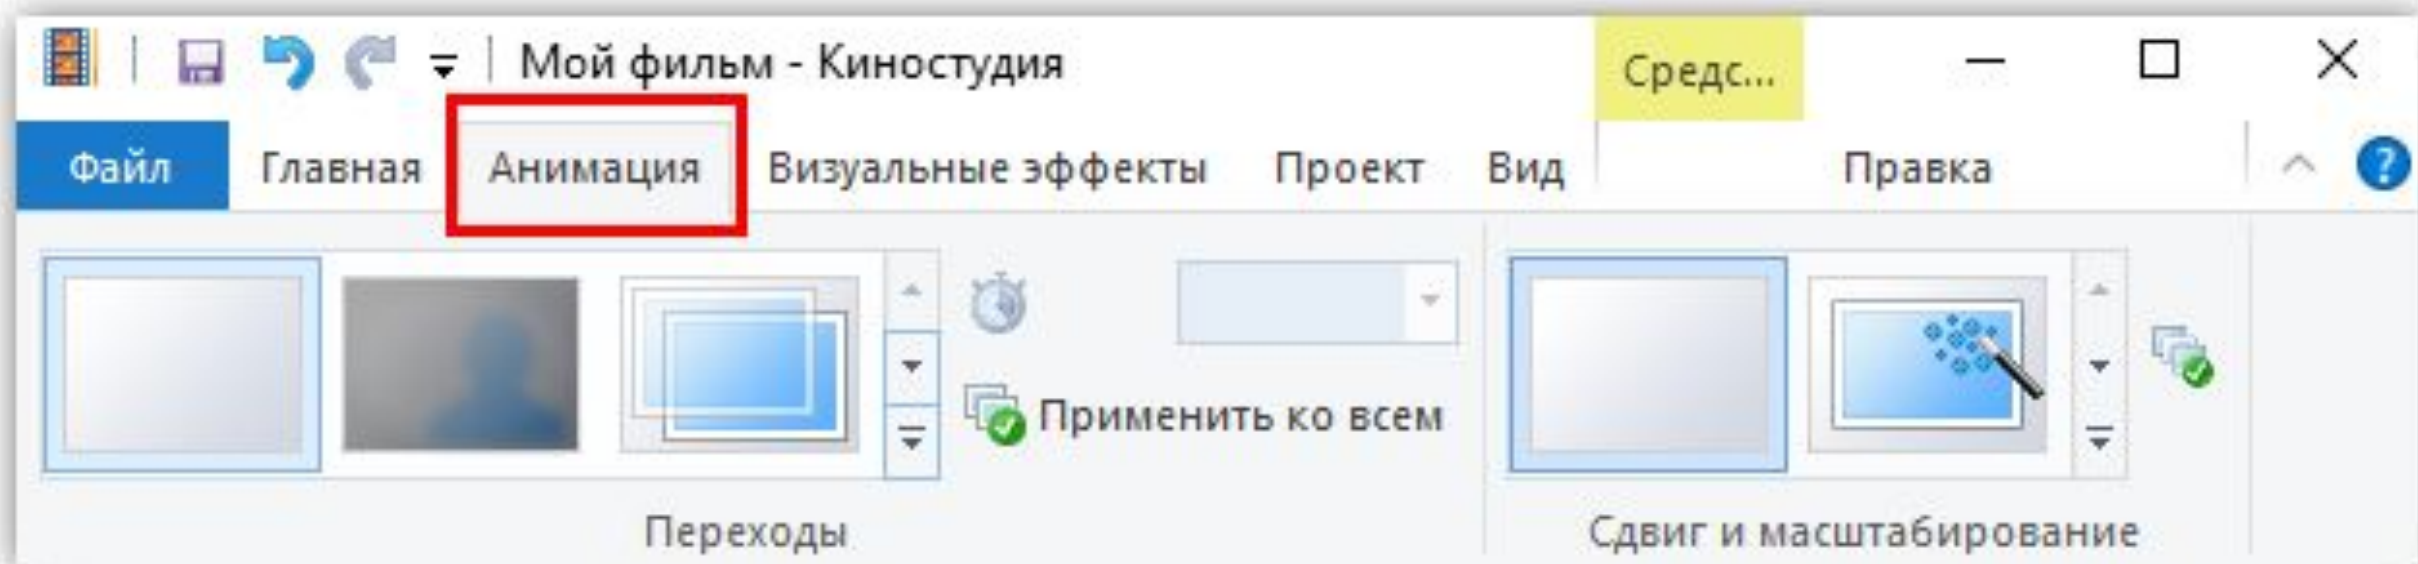 Мой фильм - Киностудия
Средс...
Файл Главная Анимация Визуальные эффекты Проект Вид Правка ?
Применить ко всем
Переходы Сдвиг и масштабирование